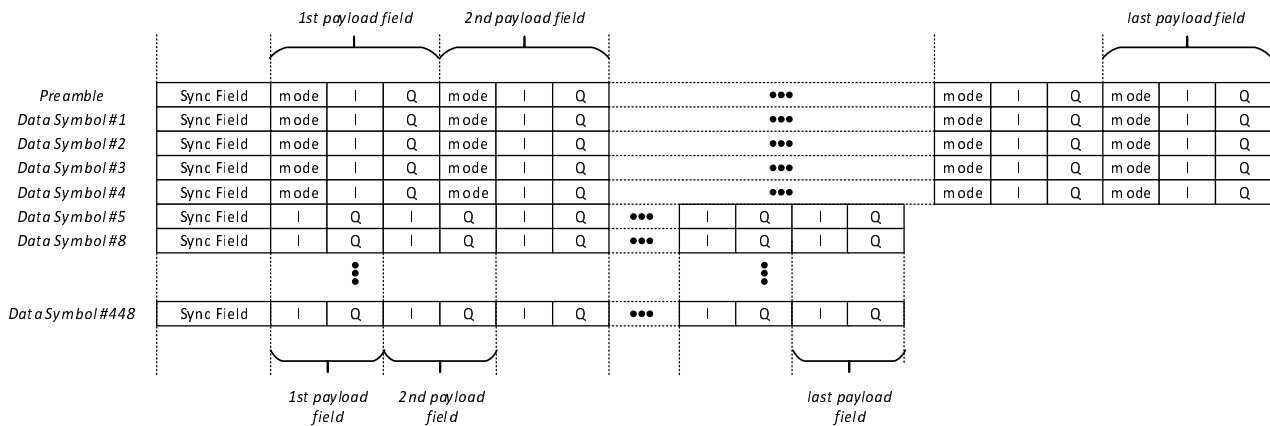 1st payload field 2nd payload field last payload field
Preamble Sync Field mode I Q mode I Q ••• mode I Q mode I Q
Data Symbol #1 Sync Field mode I Q mode I Q ••• mode I Q mode I Q
Data Symbol #2 Sync Field mode I Q mode I Q ••• mode I Q mode I Q
Data Symbol #3 Sync Field mode I Q mode I Q ••• mode I Q mode I Q
Data Symbol #4 Sync Field mode I Q mode I Q ••• mode I Q mode I Q
Data Symbol #5 Sync Field I Q I Q I Q ••• I Q I Q
Data Symbol #8 Sync Field I Q I Q I Q ••• I Q I Q
Data Symbol #448 Sync Field I Q I Q I Q ••• I Q I Q
1st payload field
2nd payload field
last payload field